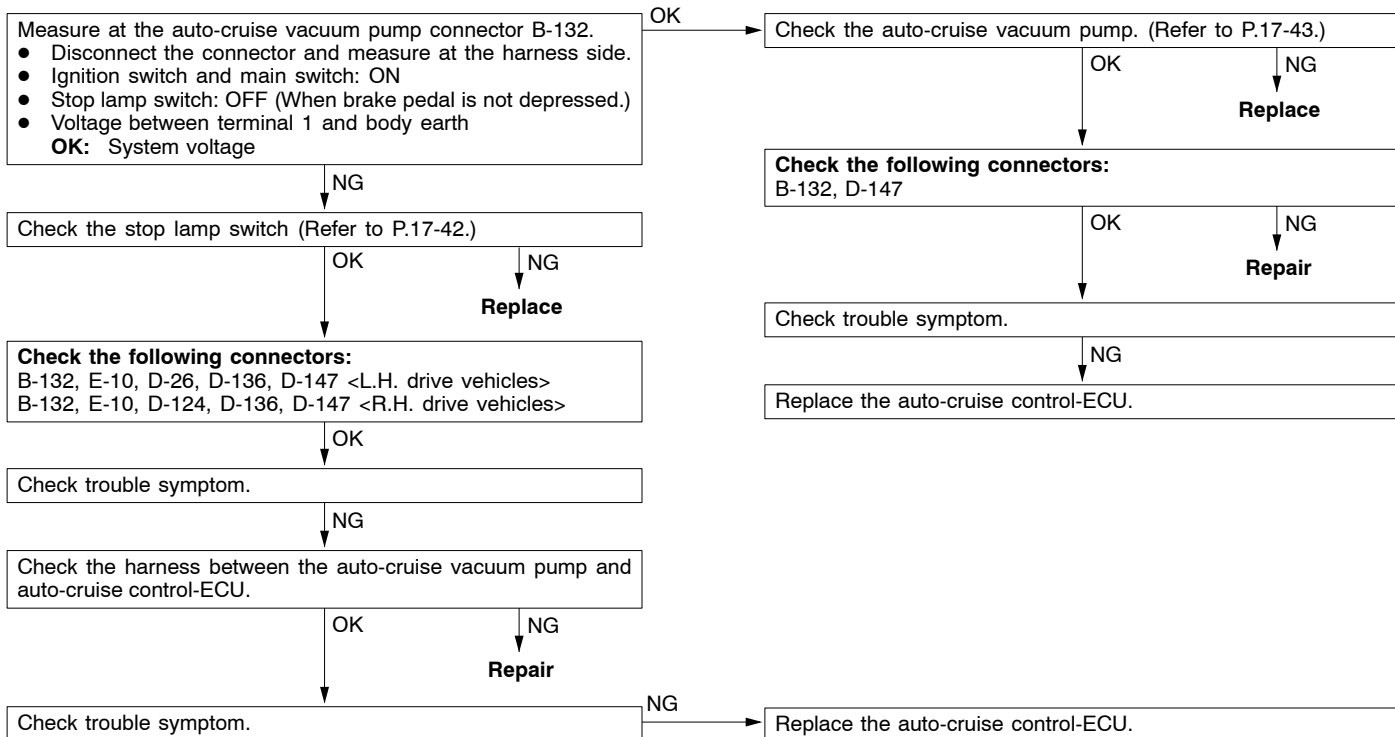 Measure at the auto-cruise vacuum pump connector B-132.
● Disconnect the connector and measure at the harness side.
● Ignition switch and main switch: ON
● Stop lamp switch: OFF (When brake pedal is not depressed.)
● Voltage between terminal 1 and body earth
OK: System voltage
NG
Check the stop lamp switch (Refer to P.17-42.)
OK
NG
Replace
Check the following connectors:
B-132, E-10, D-26, D-136, D-147 <L.H. drive vehicles>
B-132, E-10, D-124, D-136, D-147 <R.H. drive vehicles>
OK
Check trouble symptom.
NG
Check the harness between the auto-cruise vacuum pump and
auto-cruise control-ECU.
OK
NG
Repair
Check trouble symptom.
NG
Replace the auto-cruise control-ECU.
OK
Check the auto-cruise vacuum pump. (Refer to P.17-43.)
OK
NG
Replace
Check the following connectors:
B-132, D-147
OK
NG
Repair
Check trouble symptom.
NG
Replace the auto-cruise control-ECU.